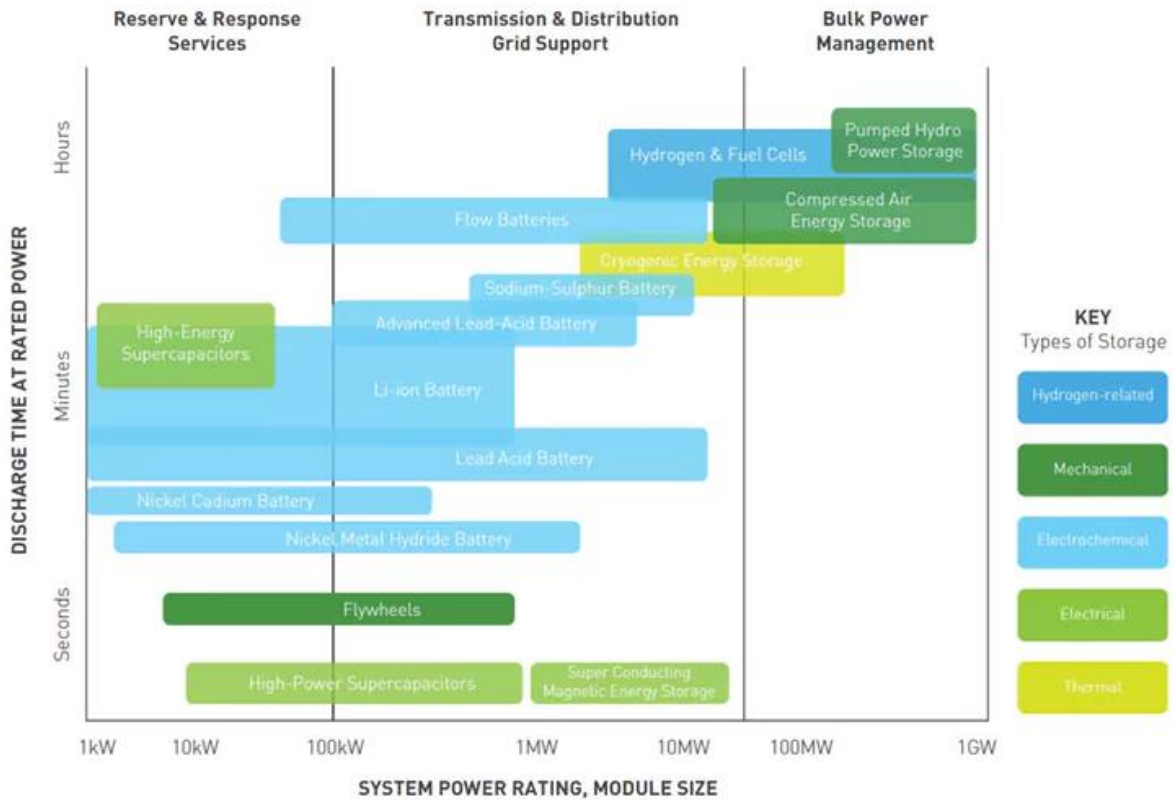 Reserve & Response
Services
Transmission & Distribution
Grid Support
Bulk Power
Management
DISCHARGE TIME AT RATED POWER
Hours
Minutes
Seconds
Pumped Hydro
Power Storage
Hydrogen & Fuel Cells
Compressed Air
Energy Storage
Flow Batteries
Cryogenic Energy Storage
Sodium-Sulphur Battery
Advanced Lead-Acid Battery
High-Energy
Supercapacitors
Li-ion Battery
Lead Acid Battery
Nickel Cadium Battery
Nickel Metal Hydride Battery
Flywheels
High-Power Supercapacitors
Super Conducting
Magnetic Energy Storage
1kW
10kW
100kW
1MW
10MW
100MW
1GW
SYSTEM POWER RATING, MODULE SIZE
KEY
Types of Storage
Hydrogen-related
Mechanical
Electrochemical
Electrical
Thermal